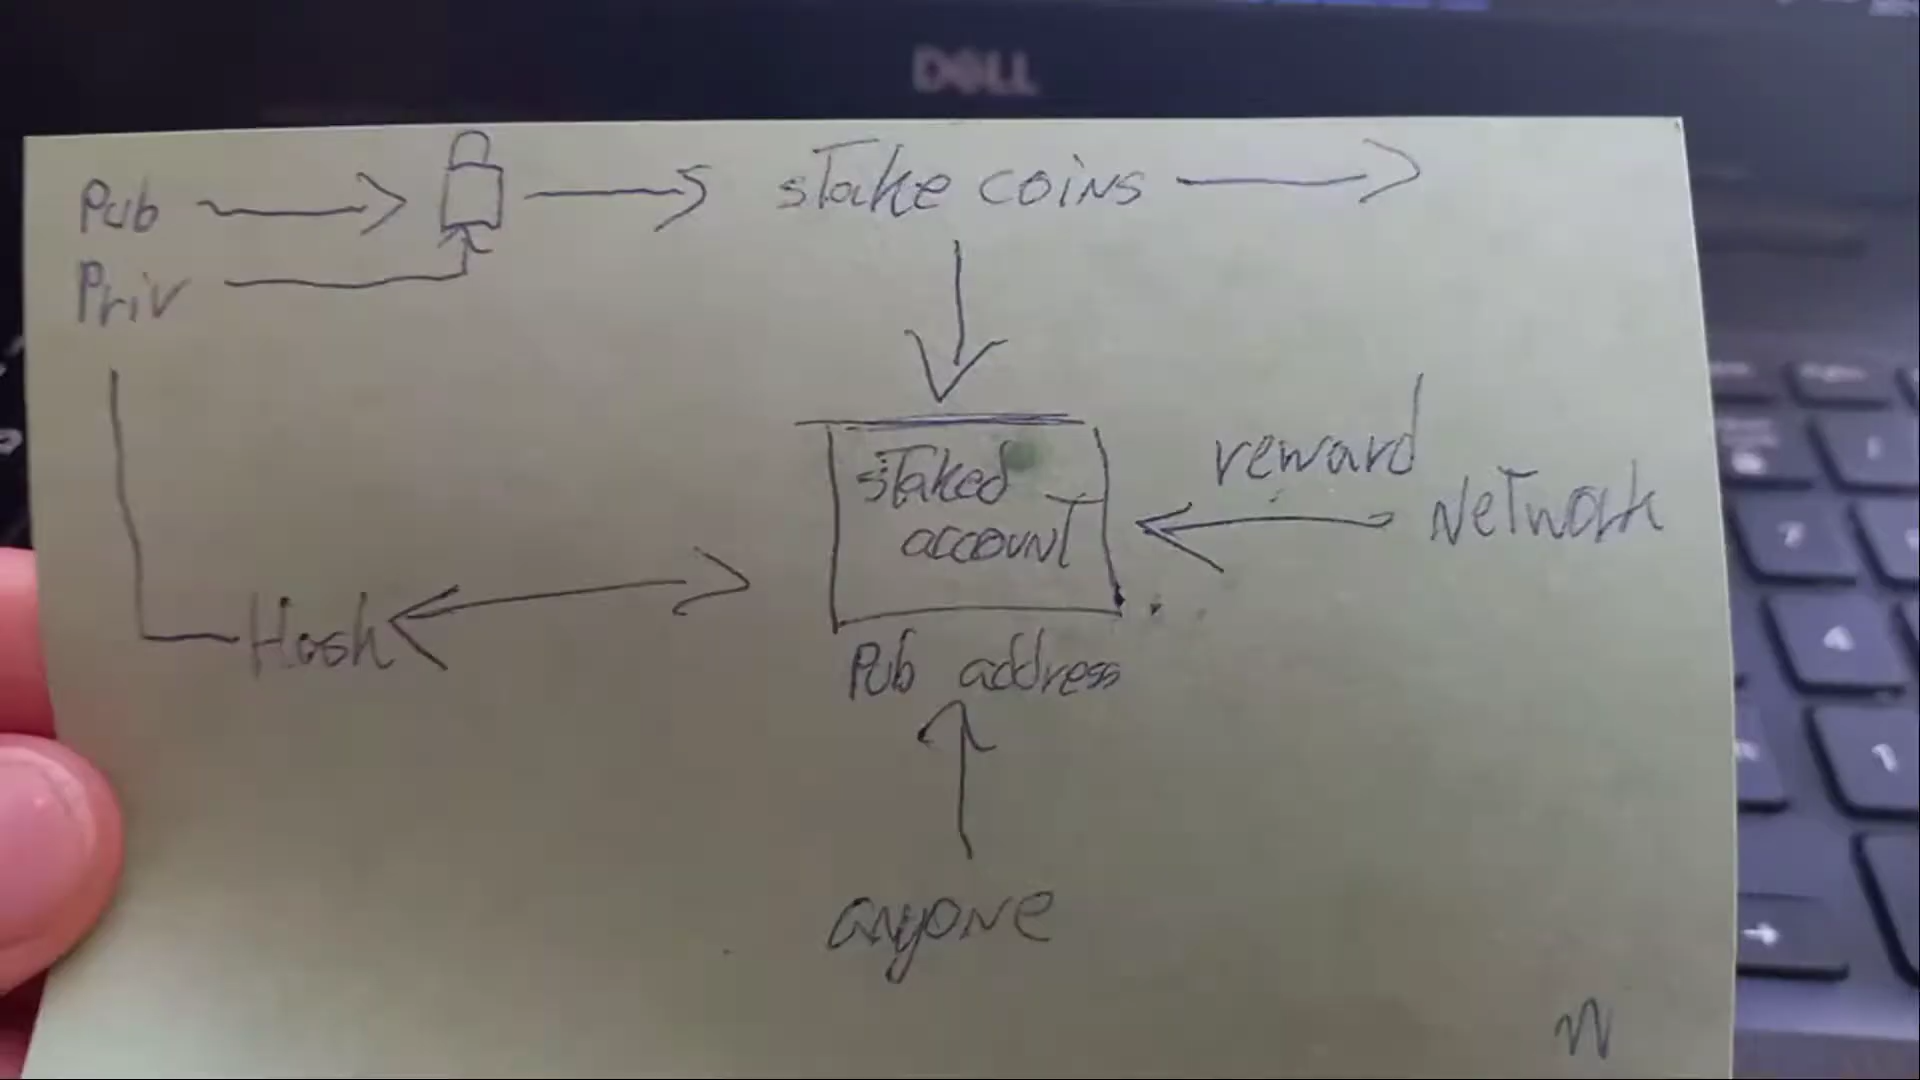 DELL
Pub
stake coins
Priv
staked
account
reward
Network
Hash
Pub address
anyone